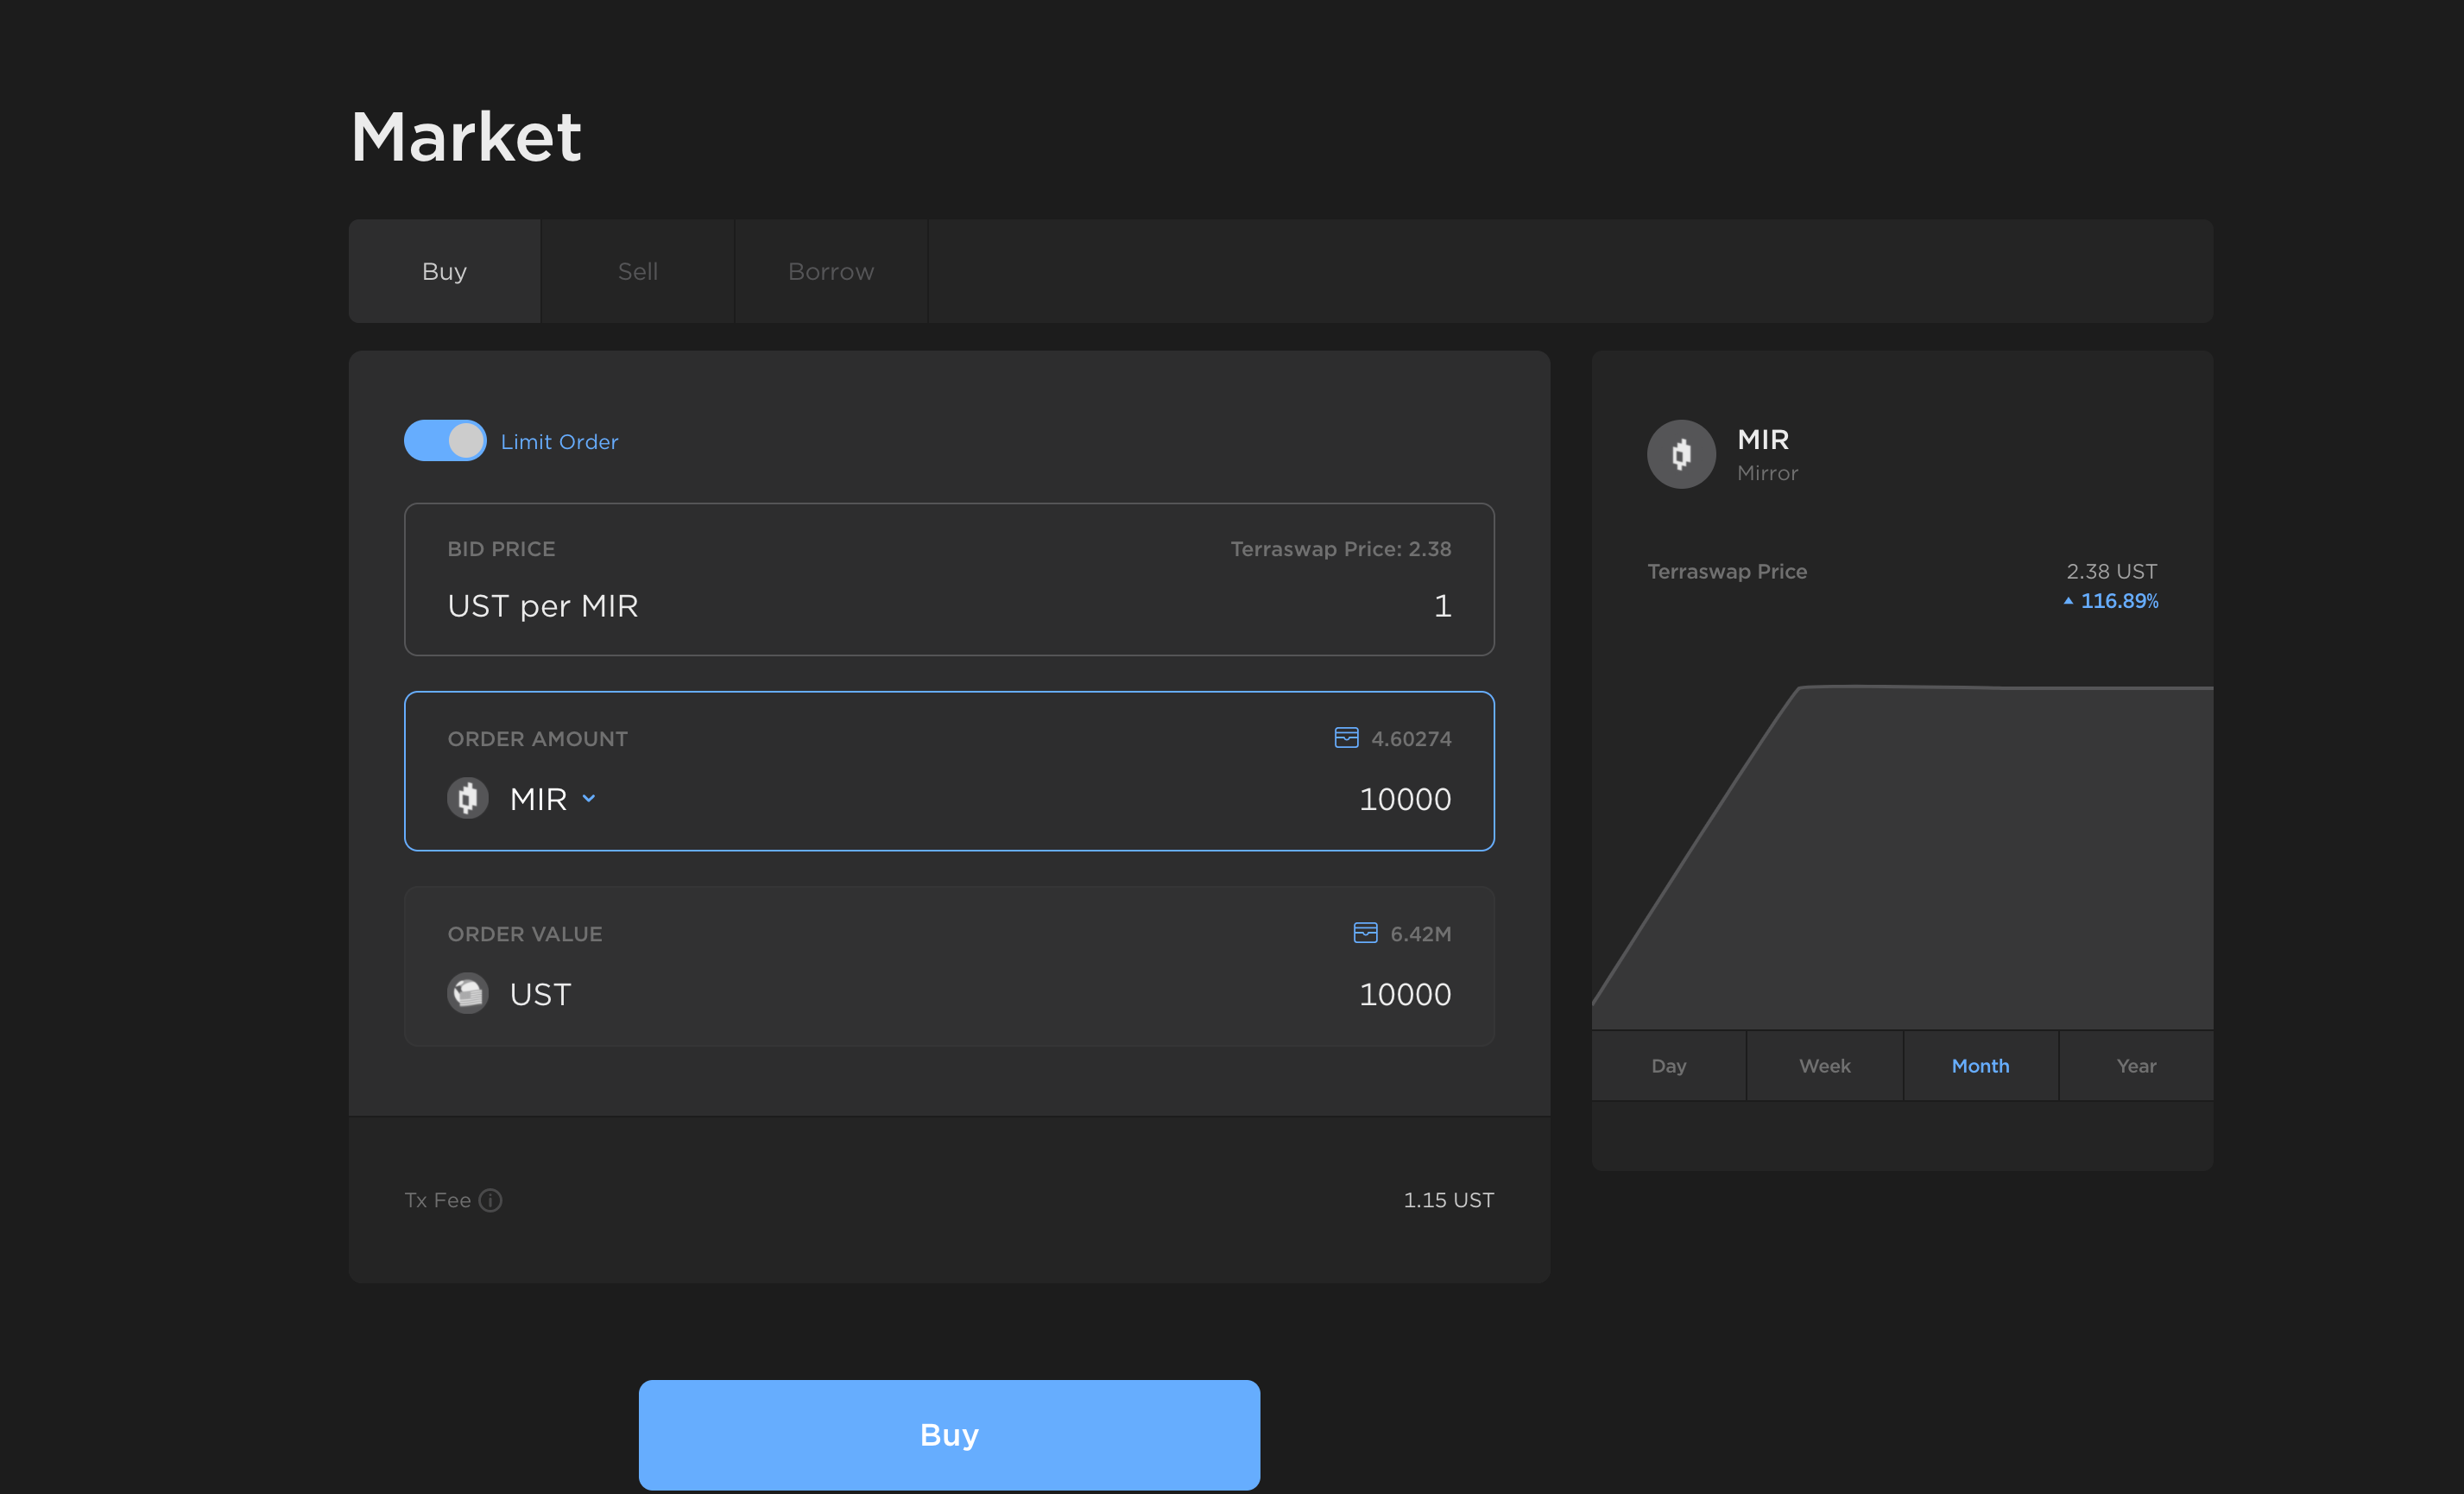 Market
Buy
Sell
Borrow
Limit Order
BID PRICE
Terraswap Price: 2.38
UST per MIR
1
ORDER AMOUNT
4.60274
MIR
10000
ORDER VALUE
6.42M
UST
10000
Tx Fee
1.15 UST
Buy
MIR
Mirror
Terraswap Price
2.38 UST
116.89%
Day
Week
Month
Year